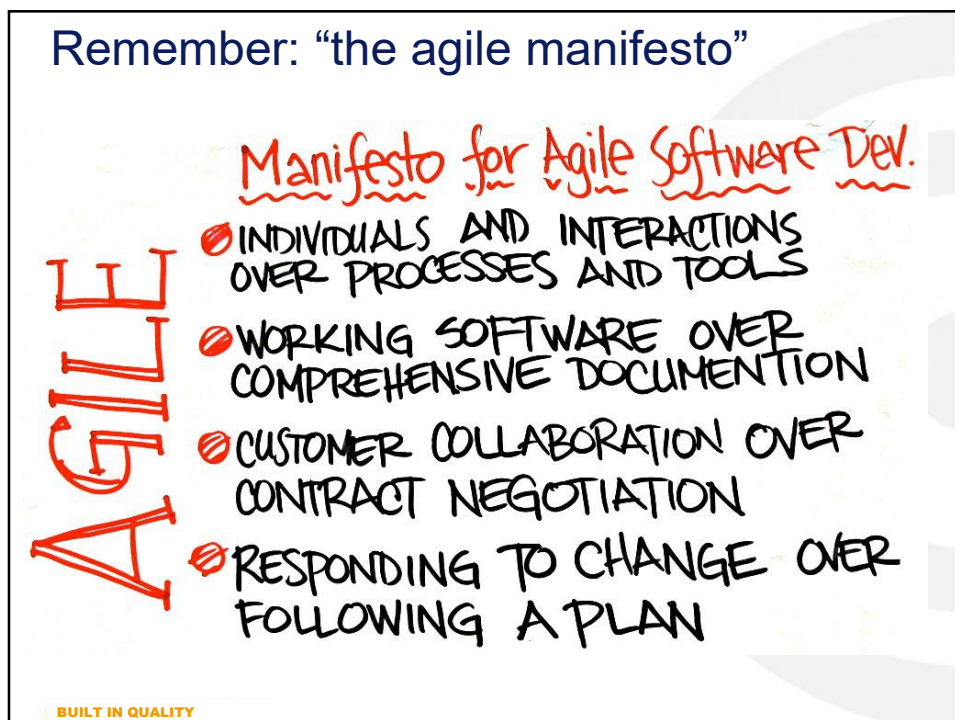 Remember: “the agile manifesto”
Manifesto for Agile Software Dev.
AGILE
INDIVIDUALS AND INTERACTIONS
OVER PROCESSES AND TOOLS
WORKING SOFTWARE OVER
COMPREHENSIVE DOCUMENTION
CUSTOMER COLLABORATION OVER
CONTRACT NEGOTIATION
RESPONDING TO CHANGE OVER
FOLLOWING A PLAN
BUILT IN QUALITY